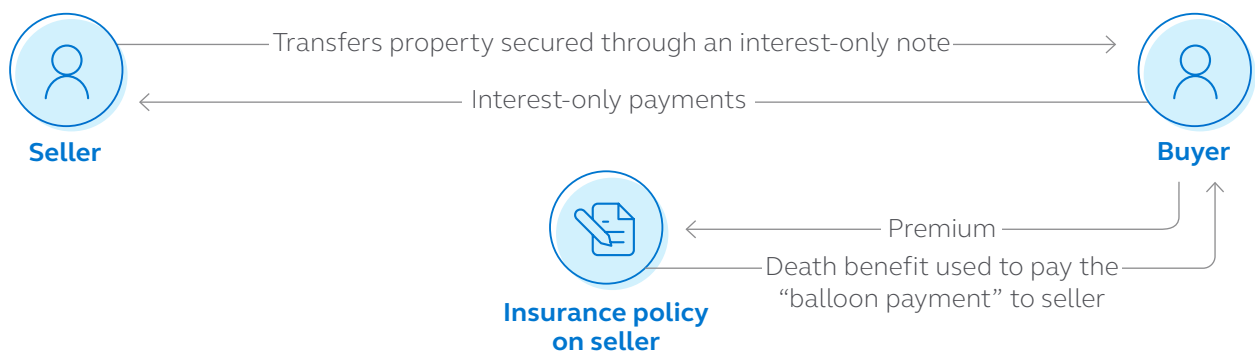 Transfers property secured through an interest-only note
Interest-only payments
Seller
Buyer
Premium
Death benefit used to pay the
“balloon payment” to seller
Insurance policy
on seller